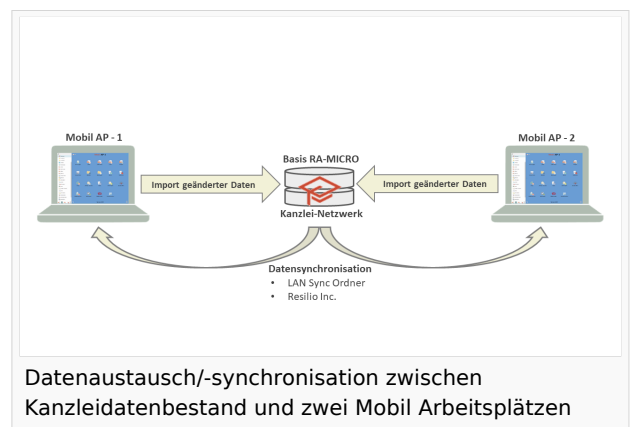 Mobil AP - 1
Mobil AP - 2
Basis RA-MICRO
Import geänderter Daten
Import geänderter Daten
Kanzlei-Netzwerk
Datensynchronisation
• LAN Sync Ordner
• Resilio Inc.
Datenaustausch/-synchronisation zwischen
Kanzleidatenbestand und zwei Mobil Arbeitsplätzen